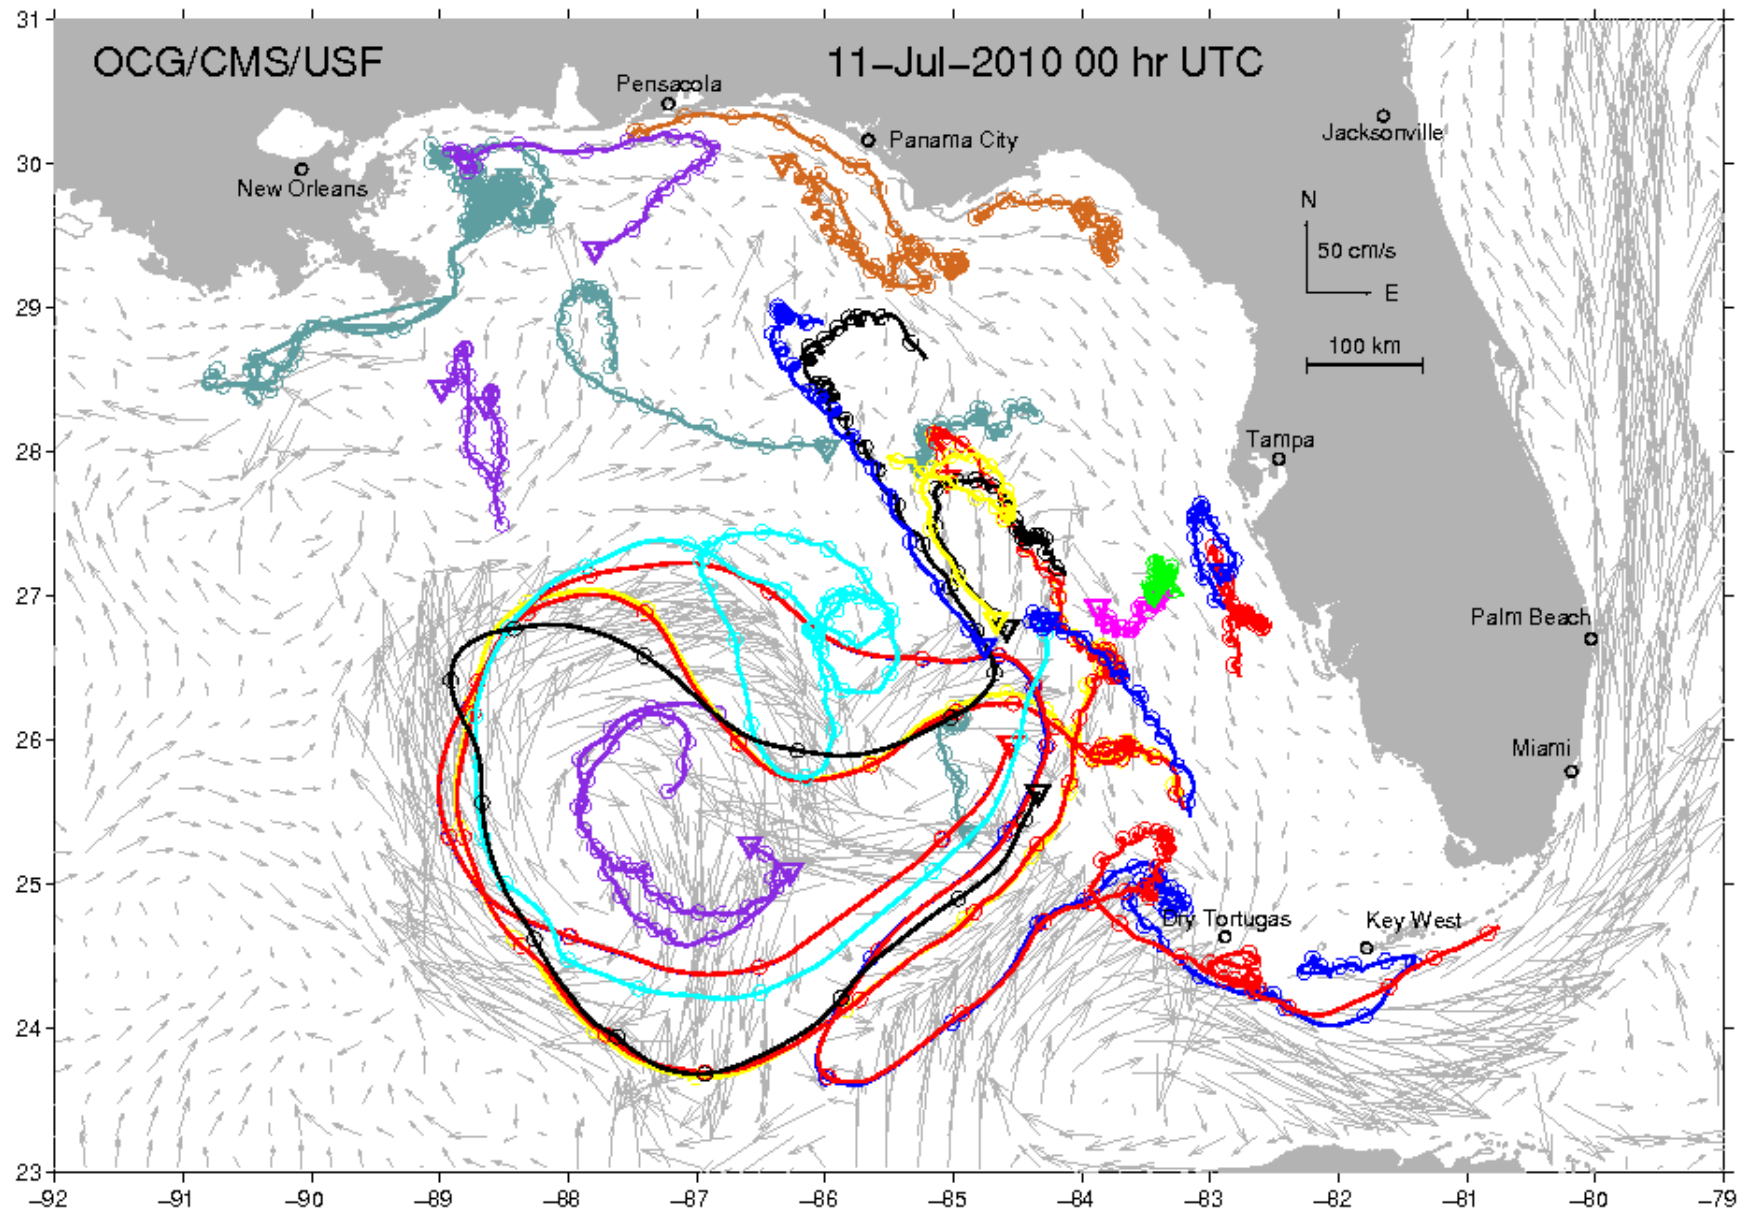 31
OCG/CMS/USF
11-Jul-2010 00 hr UTC
Pensacola
Panama City
Jacksonville
30
New Orleans
N
50 cm/s
E
29
100 km
28
Tampa
27
Palm Beach
26
Miami
25
Dry Tortugas
Key West
24
23
-92
-91
-90
-89
-88
-87
-86
-85
-84
-83
-82
-81
-80
-79